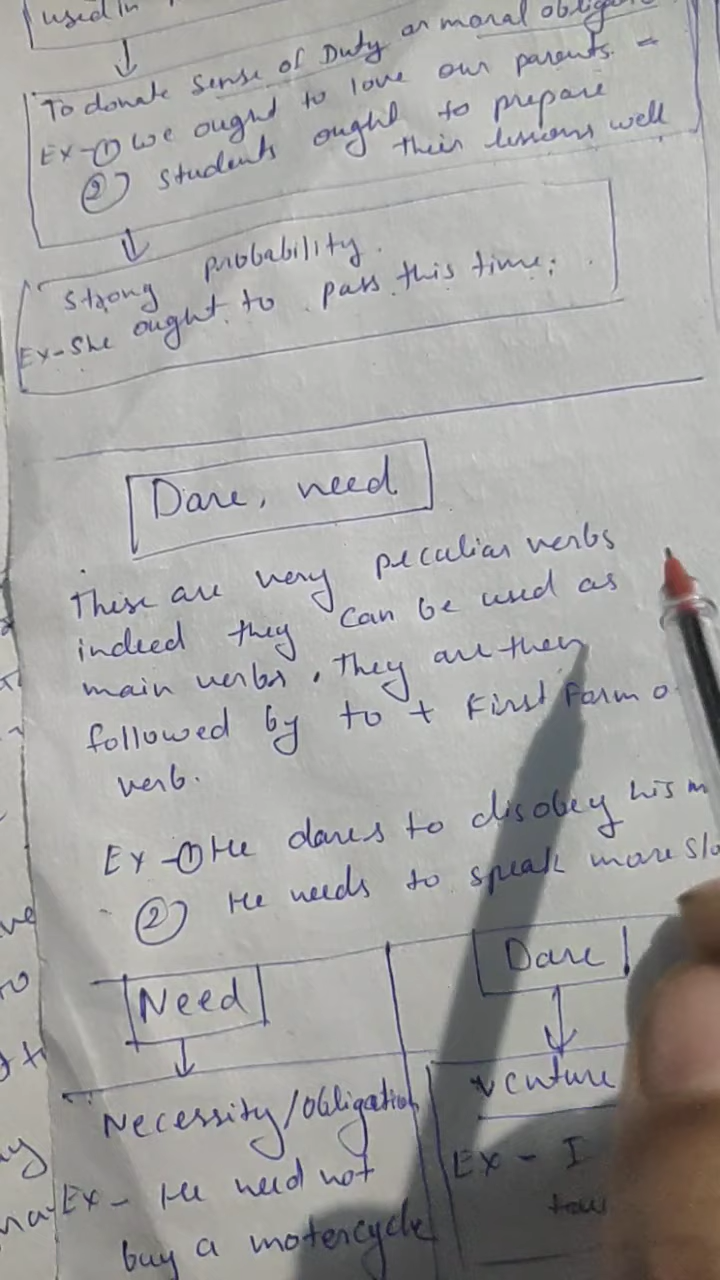 used in
To donate sense of Duty or moral obliga
Ex-① We ought to love our parents.
② Students ought to prepare
their lessons well
Strong probability.
Ex-She ought to pass this time.
Dare, need
These are very peculiar verbs
indeed they can be used as
main verbs. They are then
followed by to + First Form o
verb.
Ex-① He dares to disobey his m
② He needs to speak more slo
Need
Dare
Necessity/obligation
venture
Ex- He need not
buy a motercycle
Ex - I